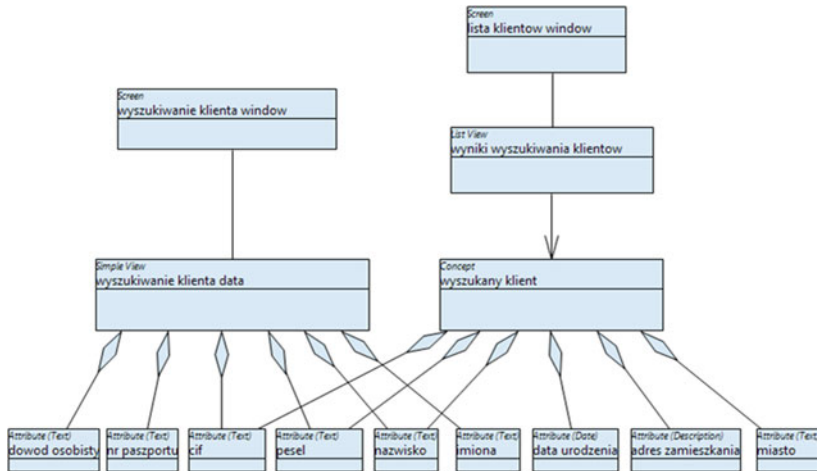 Screen
lista klientow window
Screen
wyszukiwanie klienta window
List View
wyniki wyszukiwania klientow
Simple View
wyszukiwanie klienta data
Concept
wyszukany klient
Attribute (Text)
dowod osobisty
Attribute (Text)
nr paszportu
Attribute (Text)
cif
Attribute (Text)
pesel
Attribute (Text)
nazwisko
Attribute (Text)
imiona
Attribute (Date)
data urodzenia
Attribute (Description)
adres zamieszkania
Attribute (Text)
miasto